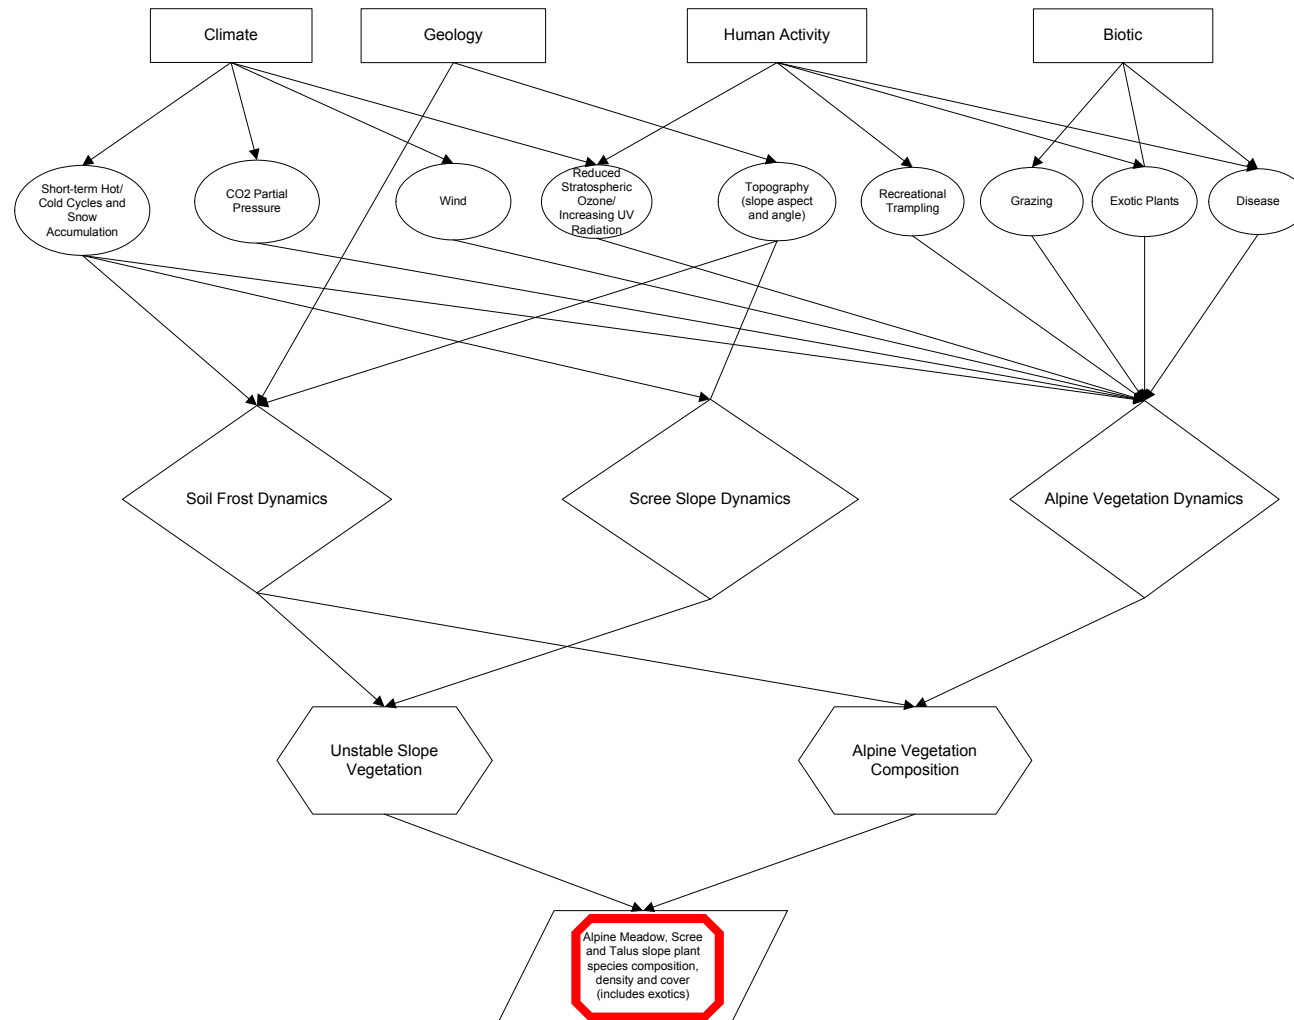 Climate
Geology
Human Activity
Biotic
Short-term Hot/
Cold Cycles and
Snow
Accumulation
CO2 Partial
Pressure
Wind
Reduced
Stratospheric
Ozone/
Increasing UV
Radiation
Topography
(slope aspect
and angle)
Recreational
Trampling
Grazing
Exotic Plants
Disease
Soil Frost Dynamics
Scree Slope Dynamics
Alpine Vegetation Dynamics
Unstable Slope
Vegetation
Alpine Vegetation
Composition
Alpine Meadow, Scree
and Talus slope plant
species composition,
density and cover
(includes exotics)